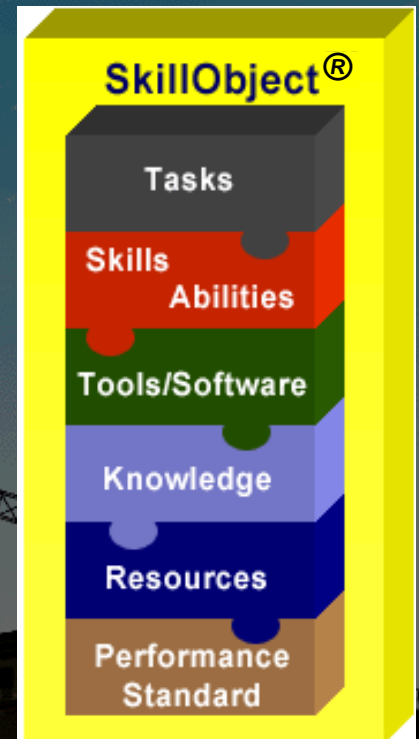 SkillObject®
Tasks
Skills
Abilities
Tools/Software
Knowledge
Resources
Performance
Standard